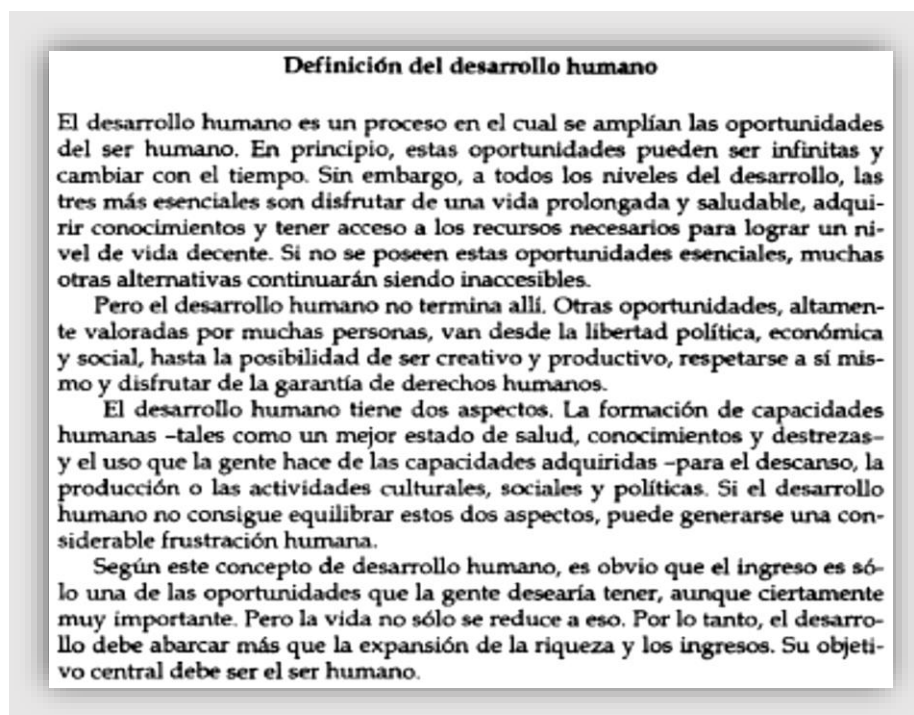 Definición del desarrollo humano
El desarrollo humano es un proceso en el cual se amplían las oportunidades
del ser humano. En principio, estas oportunidades pueden ser infinitas y
cambiar con el tiempo. Sin embargo, a todos los niveles del desarrollo, las
tres más esenciales son disfrutar de una vida prolongada y saludable, adqui-
rir conocimientos y tener acceso a los recursos necesarios para lograr un ni-
vel de vida decente. Si no se poseen estas oportunidades esenciales, muchas
otras alternativas continuarán siendo inaccesibles.
Pero el desarrollo humano no termina allí. Otras oportunidades, altamen-
te valoradas por muchas personas, van desde la libertad política, económica
y social, hasta la posibilidad de ser creativo y productivo, respetarse a sí mis-
mo y disfrutar de la garantía de derechos humanos.
El desarrollo humano tiene dos aspectos. La formación de capacidades
humanas –tales como un mejor estado de salud, conocimientos y destrezas–
y el uso que la gente hace de las capacidades adquiridas –para el descanso, la
producción o las actividades culturales, sociales y políticas. Si el desarrollo
humano no consigue equilibrar estos dos aspectos, puede generarse una con-
siderable frustración humana.
Según este concepto de desarrollo humano, es obvio que el ingreso es só-
lo una de las oportunidades que la gente desearía tener, aunque ciertamente
muy importante. Pero la vida no sólo se reduce a eso. Por lo tanto, el desarro-
llo debe abarcar más que la expansión de la riqueza y los ingresos. Su objeti-
vo central debe ser el ser humano.